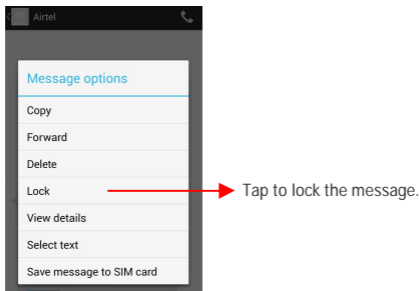 Airtel
Message options
Copy
Forward
Delete
Lock
Tap to lock the message.
View details
Select text
Save message to SIM card